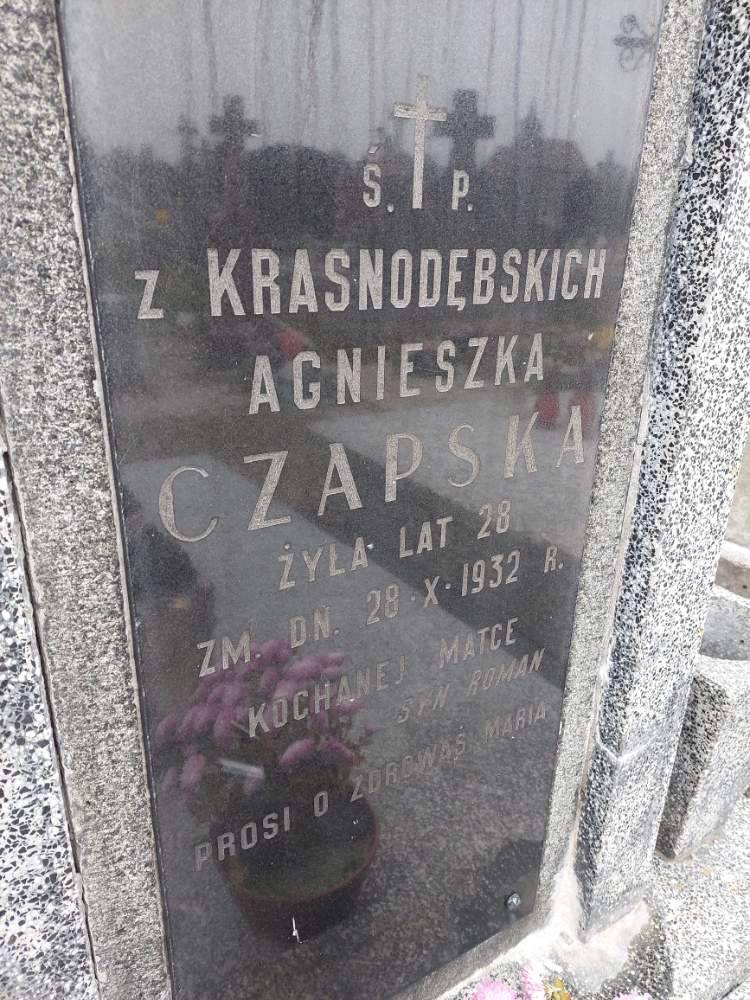 Ś. P.
Z KRASNODĘBSKICH
AGNIESZKA
CZAPSKA
ŻYŁA LAT 28
ZM. DN. 28·X·1932 R.
KOCHANEJ MATCE
SYN ROMAN
PROSI O ZDROWAŚ MARIA